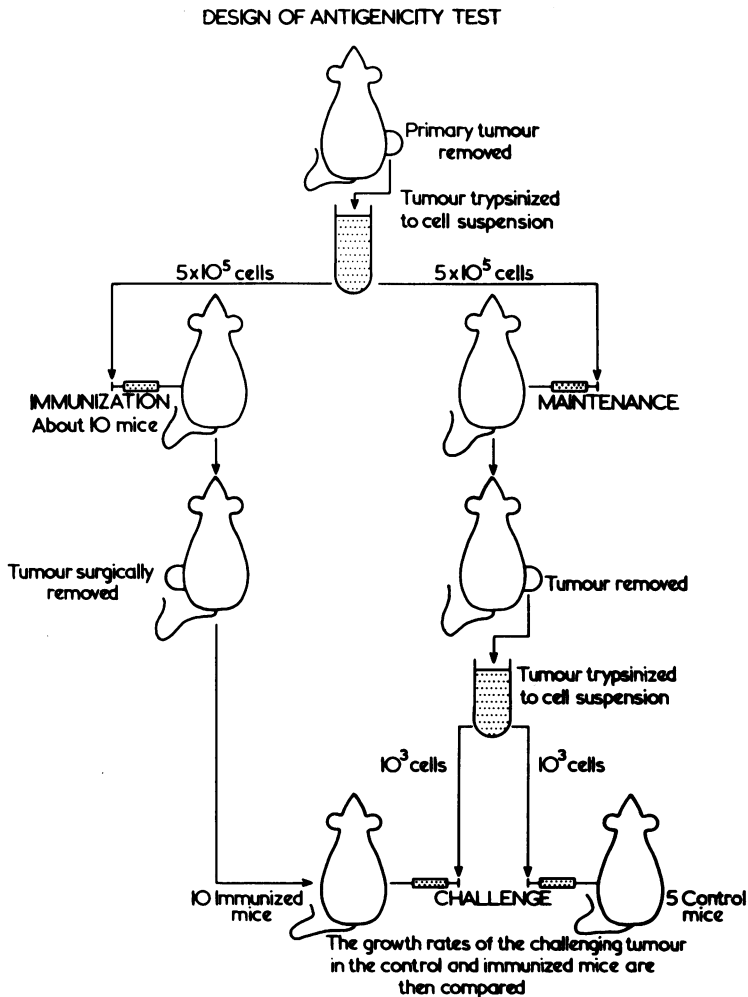 DESIGN OF ANTIGENICITY TEST
Primary tumour
removed
Tumour trypsinized
to cell suspension
5x10⁵ cells
5x10⁵ cells
IMMUNIZATION
About 10 mice
MAINTENANCE
Tumour surgically
removed
Tumour removed
Tumour trypsinized
to cell suspension
10³ cells
10³ cells
10 Immunized
mice
CHALLENGE
5 Control
mice
The growth rates of the challenging tumour
in the control and immunized mice are
then compared